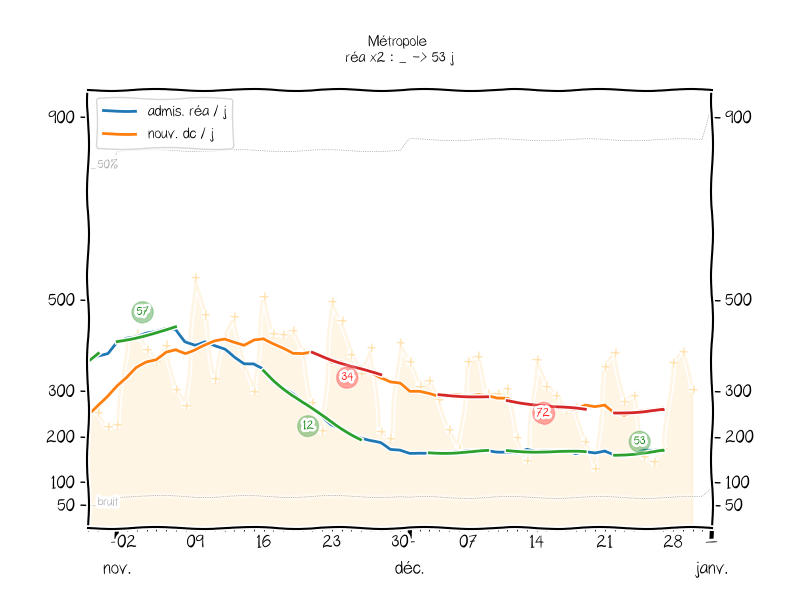 Métropole
réa x2 : _ -> 53 j
admis. réa / j
nouv. dc / j
900
900
50%
500
500
57
300
300
34
72
200
200
12
53
100
100
50
50
bruit
02 09 16 23 30 07 14 21 28
nov. déc. janv.